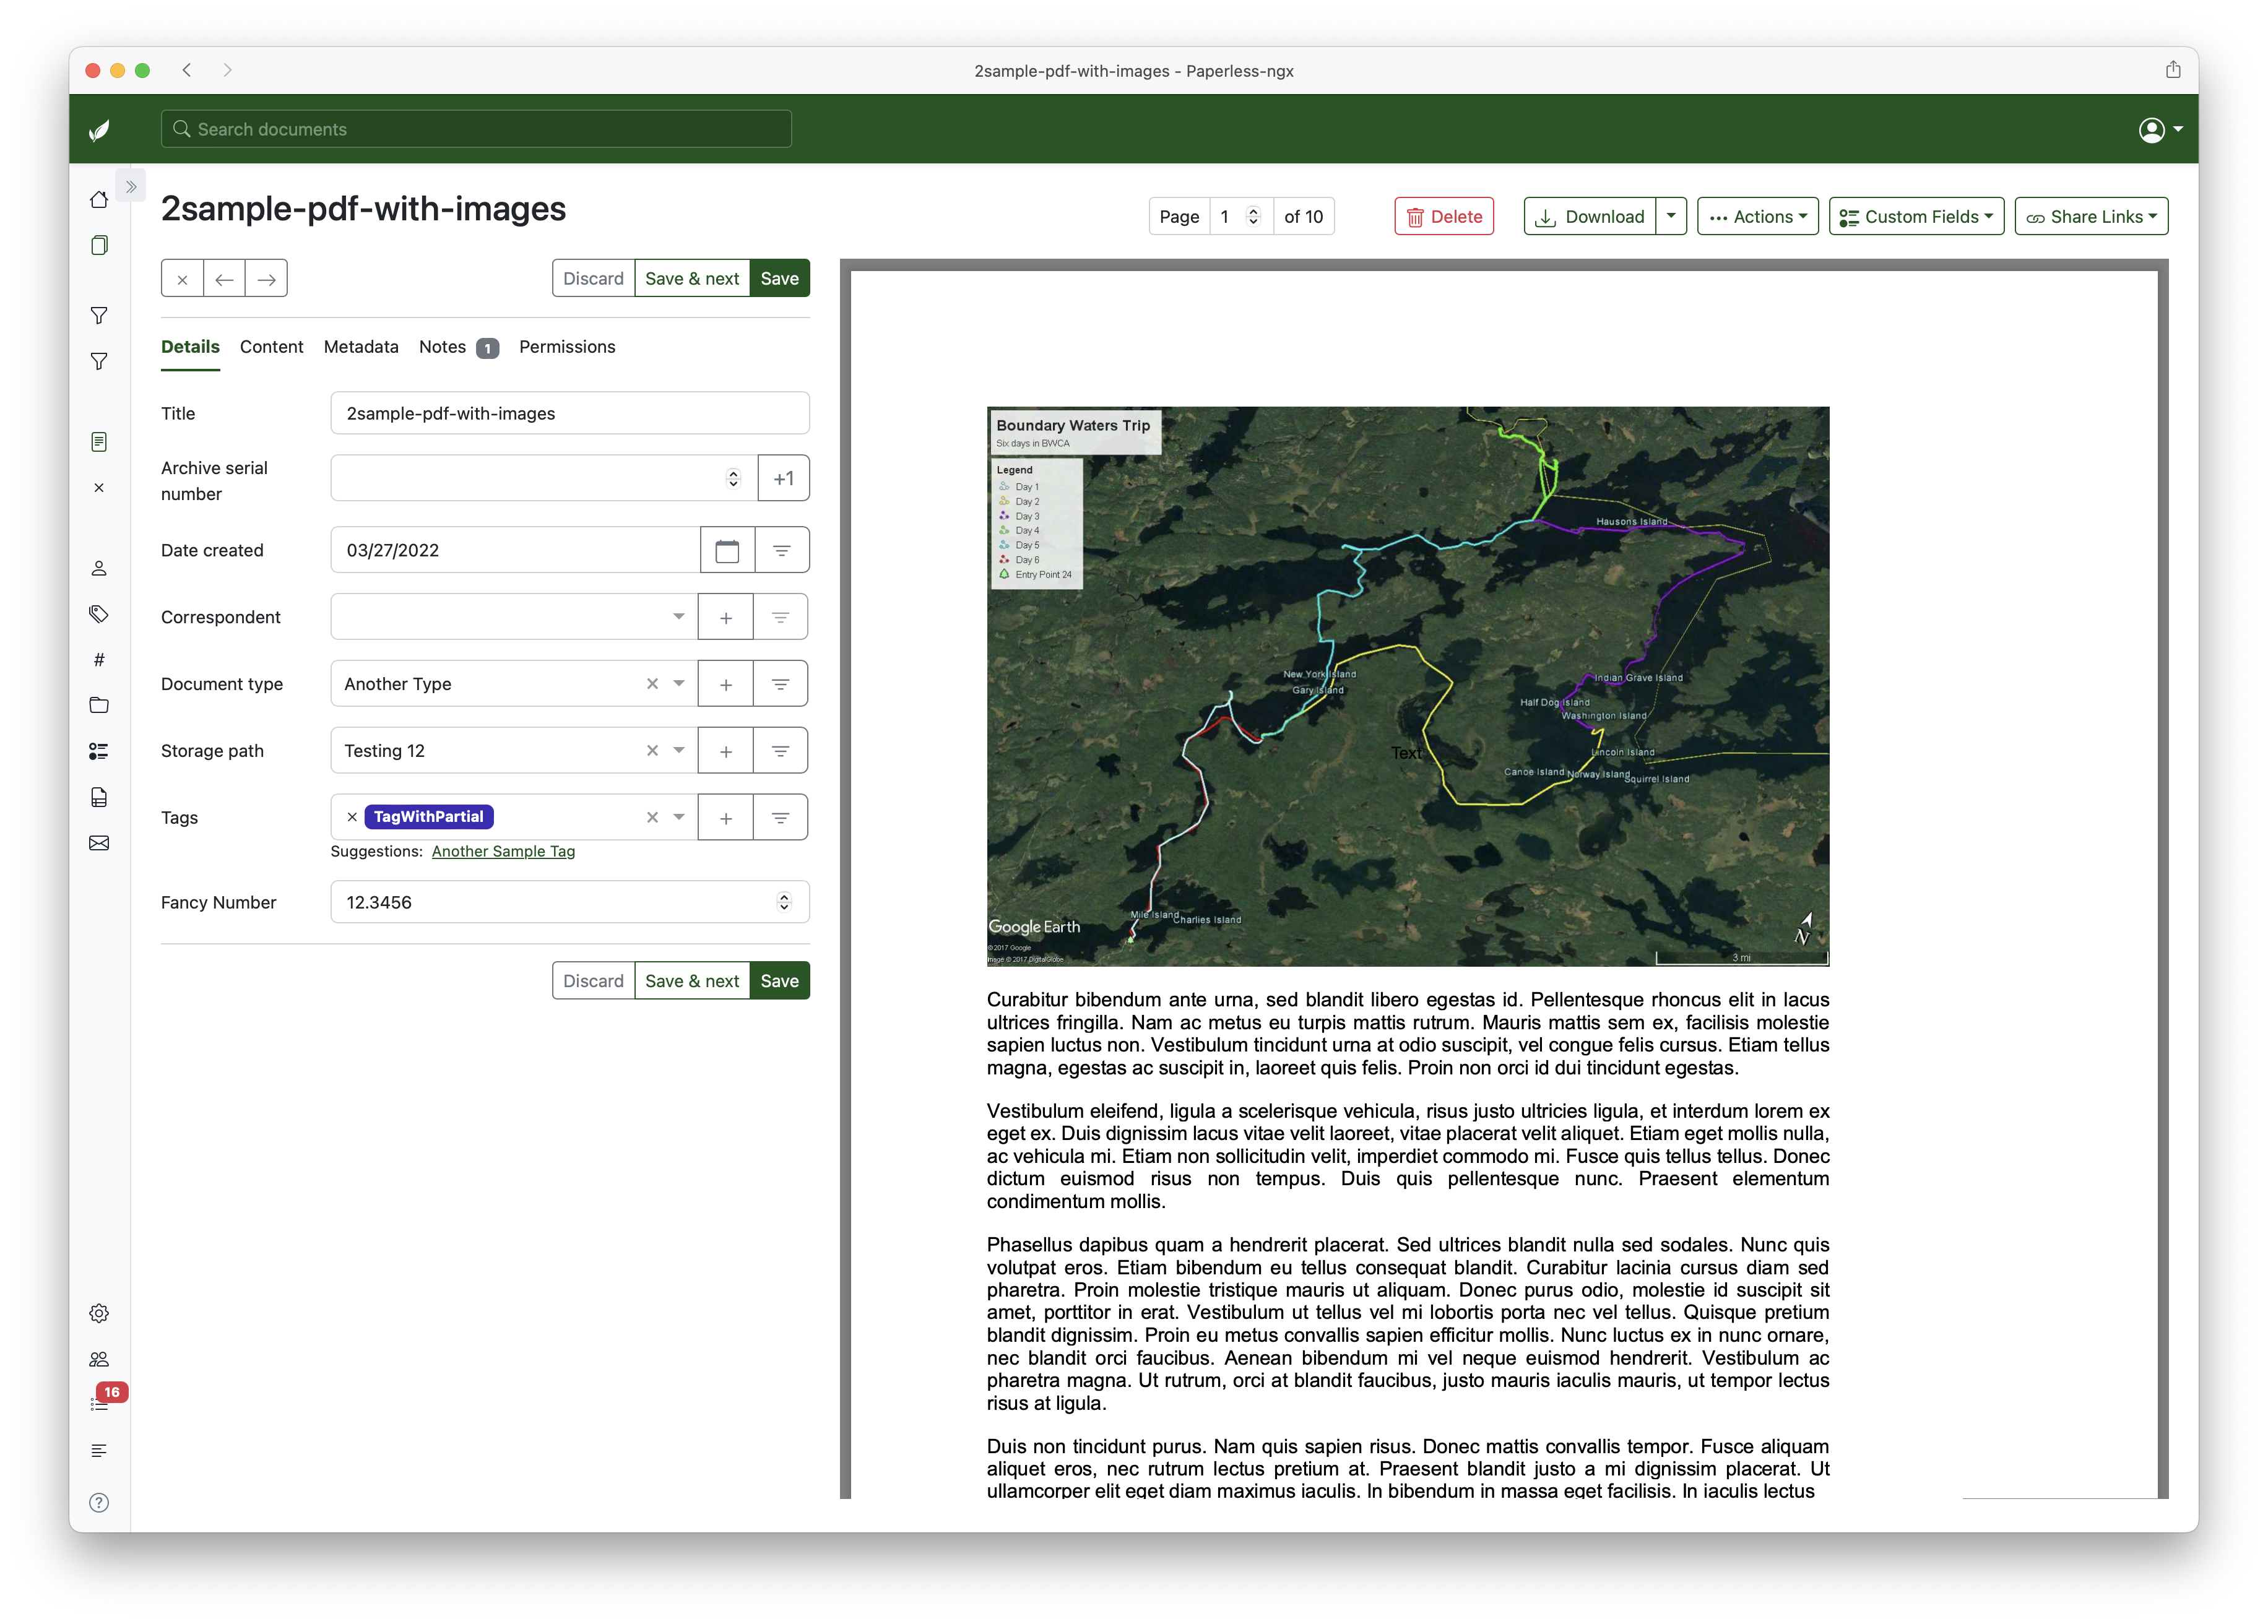 2sample-pdf-with-images - Paperless-ngx
Search documents
2sample-pdf-with-images
Page 1 of 10
Delete
Download
Actions
Custom Fields
Share Links
Discard Save & next Save
Details Content Metadata Notes 1 Permissions
Title 2sample-pdf-with-images
Archive serial
number
+1
Date created 03/27/2022
Correspondent
Document type Another Type
Storage path Testing 12
Tags TagWithPartial
Suggestions: Another Sample Tag
Fancy Number 12.3456
Discard Save & next Save
16
Boundary Waters Trip
Six days in BWCA
Legend
Day 1
Day 2
Day 3
Day 4
Day 5
Day 6
Entry Point 24
Hausons Island
New York Island
Gary Island
Indian Grave Island
Half Dog Island
Washington Island
Text
Lincoln Island
Canoe Island Norway Island Squirrel Island
Mile Island Charlies Island
Google Earth
© 2017 Google
Image © 2017 DigitalGlobe
N
3 mi
Curabitur bibendum ante urna, sed blandit libero egestas id. Pellentesque rhoncus elit in lacus
ultrices fringilla. Nam ac metus eu turpis mattis rutrum. Mauris mattis sem ex, facilisis molestie
sapien luctus non. Vestibulum tincidunt urna at odio suscipit, vel congue felis cursus. Etiam tellus
magna, egestas ac suscipit in, laoreet quis felis. Proin non orci id dui tincidunt egestas.
Vestibulum eleifend, ligula a scelerisque vehicula, risus justo ultricies ligula, et interdum lorem ex
eget ex. Duis dignissim lacus vitae velit laoreet, vitae placerat velit aliquet. Etiam eget mollis nulla,
ac vehicula mi. Etiam non sollicitudin velit, imperdiet commodo mi. Fusce quis tellus tellus. Donec
dictum euismod risus non tempus. Duis quis pellentesque nunc. Praesent elementum
condimentum mollis.
Phasellus dapibus quam a hendrerit placerat. Sed ultrices blandit nulla sed sodales. Nunc quis
volutpat eros. Etiam bibendum eu tellus consequat blandit. Curabitur lacinia cursus diam sed
pharetra. Proin molestie tristique mauris ut aliquam. Donec purus odio, molestie id suscipit sit
amet, porttitor in erat. Vestibulum ut tellus vel mi lobortis porta nec vel tellus. Quisque pretium
blandit dignissim. Proin eu metus convallis sapien efficitur mollis. Nunc luctus ex in nunc ornare,
nec blandit orci faucibus. Aenean bibendum mi vel neque euismod hendrerit. Vestibulum ac
pharetra magna. Ut rutrum, orci at blandit faucibus, justo mauris iaculis mauris, ut tempor lectus
risus at ligula.
Duis non tincidunt purus. Nam quis sapien risus. Donec mattis convallis tempor. Fusce aliquam
aliquet eros, nec rutrum lectus pretium at. Praesent blandit justo a mi dignissim placerat. Ut
ullamcorper elit eget diam maximus iaculis. In bibendum in massa eget facilisis. In iaculis lectus